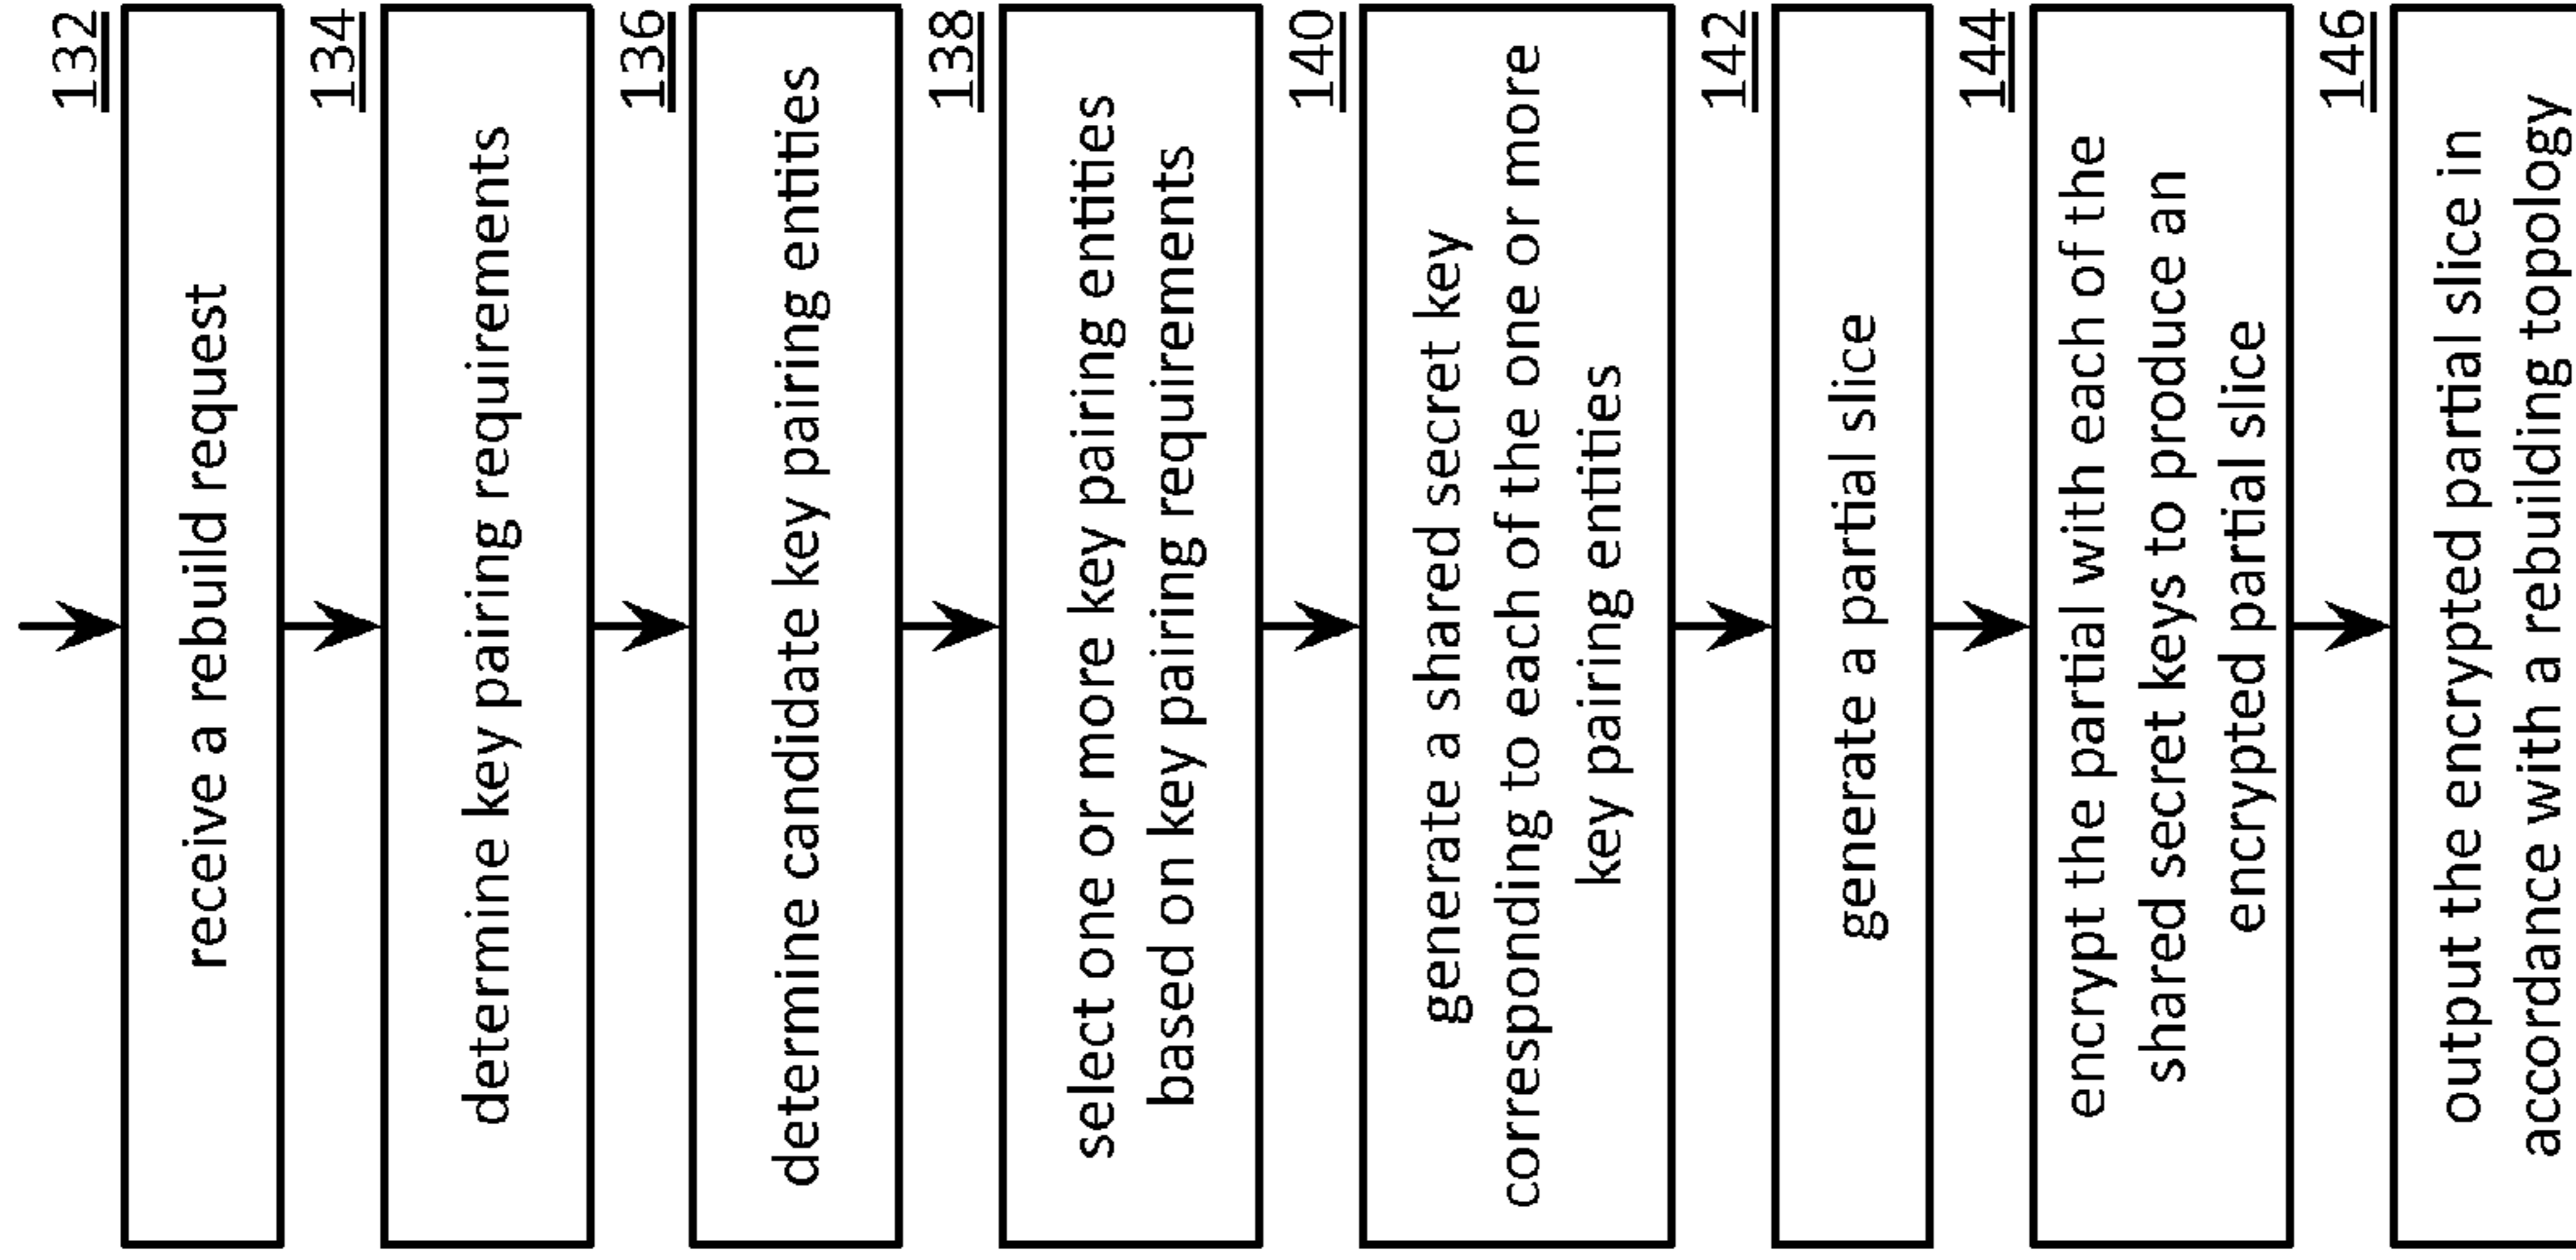 132
receive a rebuild request
134
determine key pairing requirements
136
determine candidate key pairing entities
138
select one or more key pairing entities
based on key pairing requirements
140
generate a shared secret key
corresponding to each of the one or more
key pairing entities
142
generate a partial slice
144
encrypt the partial with each of the
shared secret keys to produce an
encrypted partial slice
146
output the encrypted partial slice in
accordance with a rebuilding topology